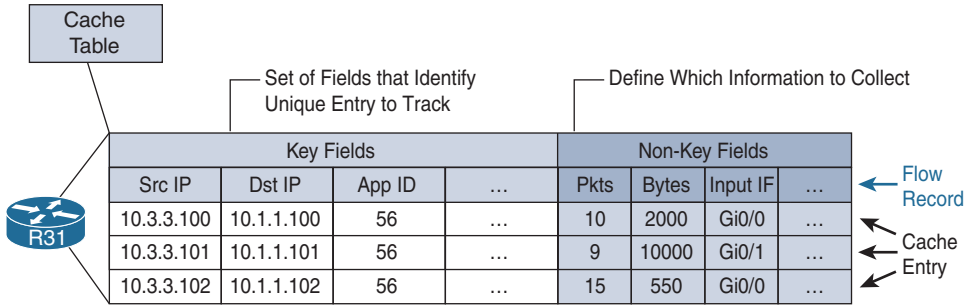 Cache
Table
Set of Fields that Identify
Unique Entry to Track
Define Which Information to Collect
Key Fields Non-Key Fields
Src IP Dst IP App ID … Pkts Bytes Input IF …
Flow
Record
10.3.3.100 10.1.1.100 56 … 10 2000 Gi0/0 …
10.3.3.101 10.1.1.101 56 … 9 10000 Gi0/1 …
10.3.3.102 10.1.1.102 56 … 15 550 Gi0/0 …
Cache
Entry
R31